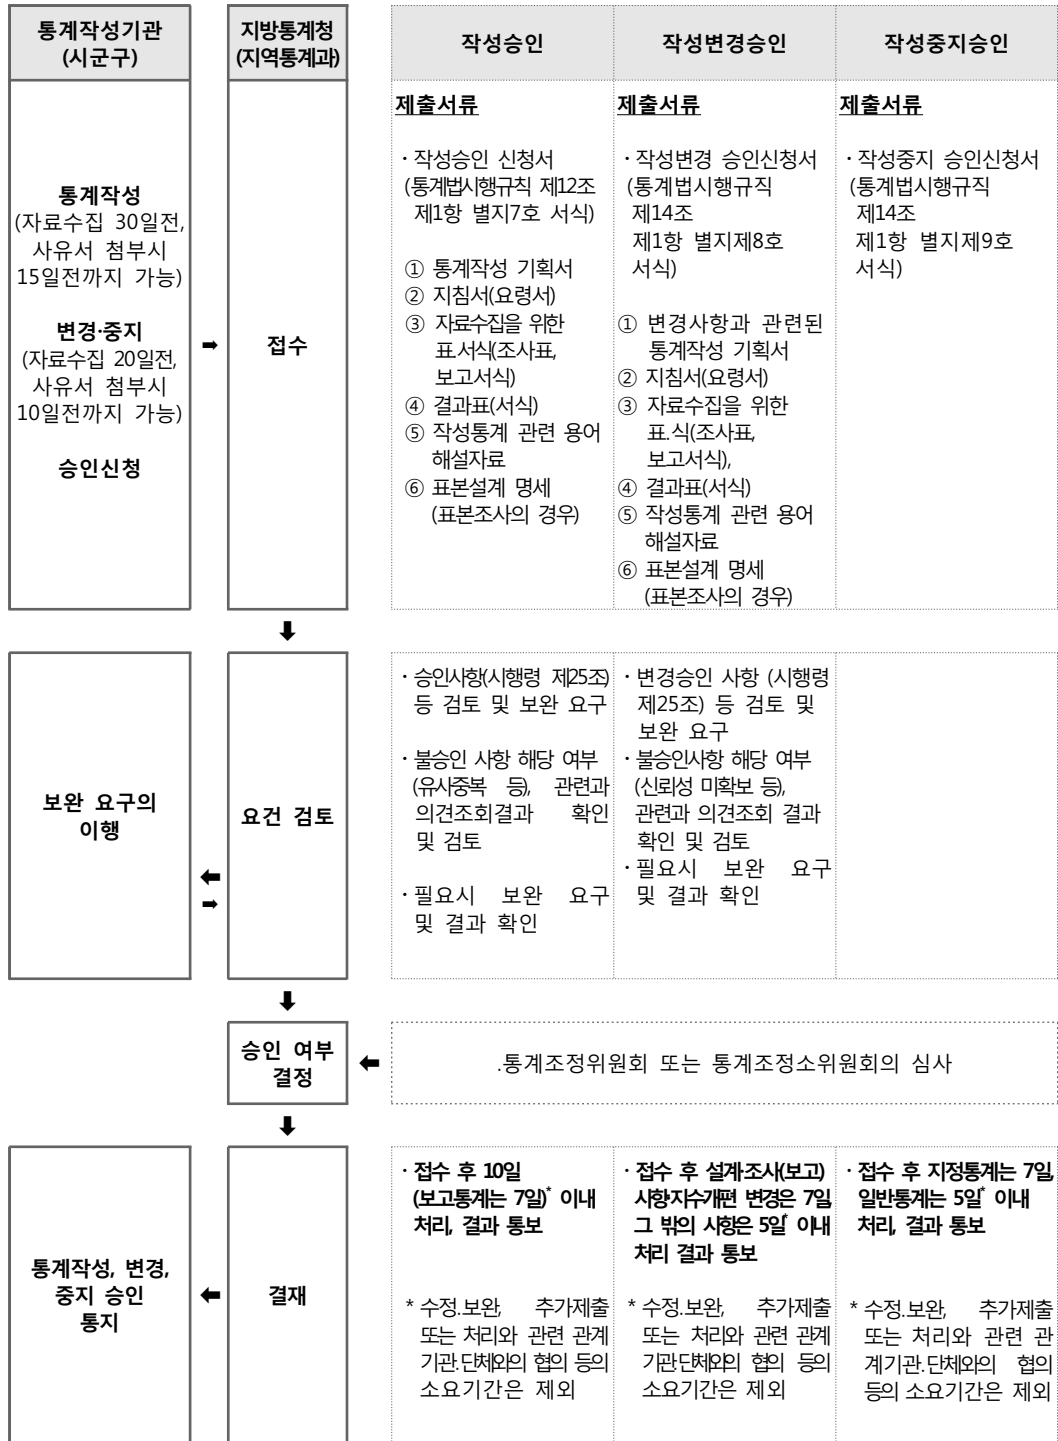 통계작성기관
(시군구)
지방통계청
(지역통계과)
작성승인
작성변경승인
작성중지승인
통계작성
(자료수집 30일전,
사유서 첨부시
15일전까지 가능)
변경·중지
(자료수집 20일전,
사유서 첨부시
10일전까지 가능)
승인신청
➡
접수
제출서류
· 작성승인 신청서
(통계법시행규칙 제12조
제1항 별지7호 서식)
① 통계작성 기획서
② 지침서(요령서)
③ 자료수집을 위한
표.서식(조사표,
보고서식)
④ 결과표(서식)
⑤ 작성통계 관련 용어
해설자료
⑥ 표본설계 명세
(표본조사의 경우)
제출서류
· 작성변경 승인신청서
(통계법시행규직
제14조
제1항 별지제8호
서식)
① 변경사항과 관련된
통계작성 기획서
② 지침서(요령서)
③ 자료수집을 위한
표.식(조사표,
보고서식),
④ 결과표(서식)
⑤ 작성통계 관련 용어
해설자료
⑥ 표본설계 명세
(표본조사의 경우)
제출서류
· 작성중지 승인신청서
(통계법시행규직
제14조
제1항 별지제9호
서식)
⬇
보완 요구의
이행
⬅
➡
요건 검토
· 승인사항(시행령 제25조)
등 검토 및 보완 요구
· 불승인 사항 해당 여부
(유사중복 등), 관련과
의견조회결과 확인
및 검토
· 필요시 보완 요구
및 결과 확인
· 변경승인 사항 (시행령
제25조) 등 검토 및
보완 요구
· 불승인사항 해당 여부
(신뢰성 미확보 등),
관련과 의견조회 결과
확인 및 검토
· 필요시 보완 요구
및 결과 확인
⬇
승인 여부
결정
⬅
.통계조정위원회 또는 통계조정소위원회의 심사
⬇
통계작성, 변경,
중지 승인
통지
⬅
결재
· 접수 후 10일
(보고통계는 7일)* 이내
처리, 결과 통보
* 수정.보완, 추가제출
또는 처리와 관련 관계
기관.단체와의 협의 등의
소요기간은 제외
· 접수 후 설계·조사(보고)
사항·지수개편 변경은 7일,
그 밖의 사항은 5일* 이내
처리 결과 통보
* 수정.보완, 추가제출
또는 처리와 관련 관계
기관.단체와의 협의 등의
소요기간은 제외
· 접수 후 지정통계는 7일,
일반통계는 5일* 이내
처리, 결과 통보
* 수정.보완, 추가제출
또는 처리와 관련 관
계기관.단체와의 협의
등의 소요기간은 제외